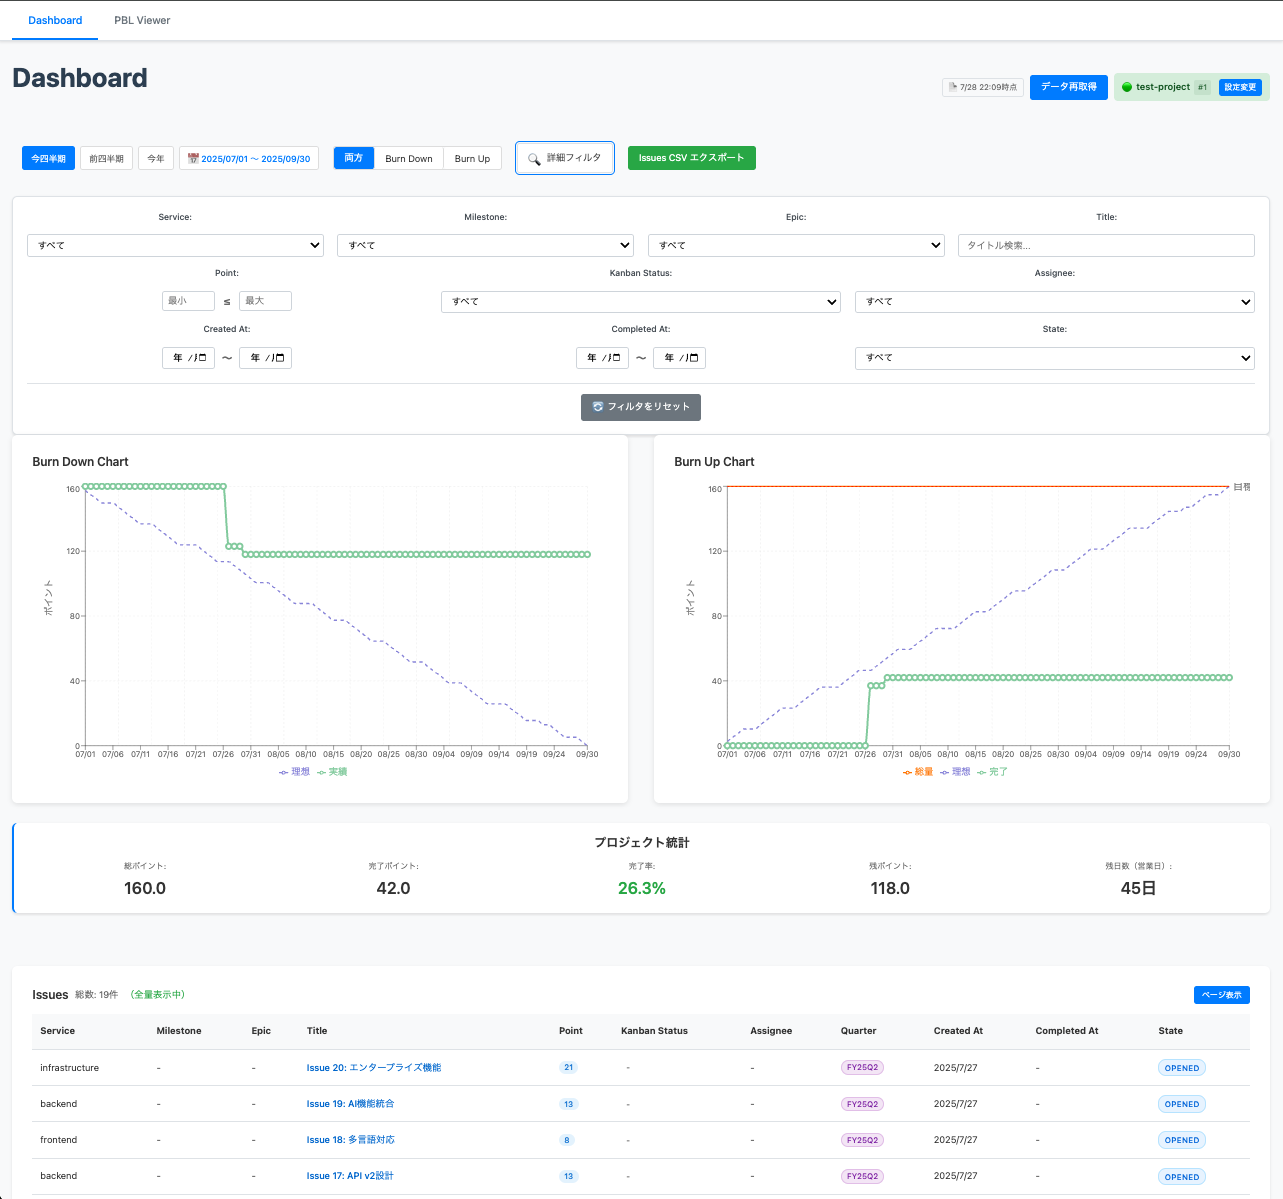 Dashboard PBL Viewer
Dashboard
7/28 22:09時点 データ再取得 test-project #1 設定変更
今四半期 前四半期 今年 2025/07/01 〜 2025/09/30 両方 Burn Down Burn Up 詳細フィルタ Issues CSV エクスポート
Service: Milestone: Epic: Title:
すべて すべて すべて タイトル検索...
Point: Kanban Status: Assignee:
最小 ≤ 最大 すべて すべて
Created At: Completed At: State:
年 /月 〜 年 /月 年 /月 〜 年 /月 すべて
フィルタをリセット
Burn Down Chart
160
120
80
40
0
ポイント
07/01 07/06 07/11 07/16 07/21 07/26 07/31 08/05 08/10 08/15 08/20 08/25 08/30 09/04 09/09 09/14 09/19 09/24 09/30
理想 実績
Burn Up Chart
目標
160
120
80
40
0
ポイント
07/01 07/06 07/11 07/16 07/21 07/26 07/31 08/05 08/10 08/15 08/20 08/25 08/30 09/04 09/09 09/14 09/19 09/24 09/30
総量 理想 完了
プロジェクト統計
総ポイント: 完了ポイント: 完了率: 残ポイント: 残日数（営業日）:
160.0 42.0 26.3% 118.0 45日
Issues 総数: 19件 （全量表示中） ページ表示
Service Milestone Epic Title Point Kanban Status Assignee Quarter Created At Completed At State
infrastructure - - Issue 20: エンタープライズ機能 21 - - FY25Q2 2025/7/27 - OPENED
backend - - Issue 19: AI機能統合 13 - - FY25Q2 2025/7/27 - OPENED
frontend - - Issue 18: 多言語対応 8 - - FY25Q2 2025/7/27 - OPENED
backend - - Issue 17: API v2設計 13 - - FY25Q2 2025/7/27 - OPENED